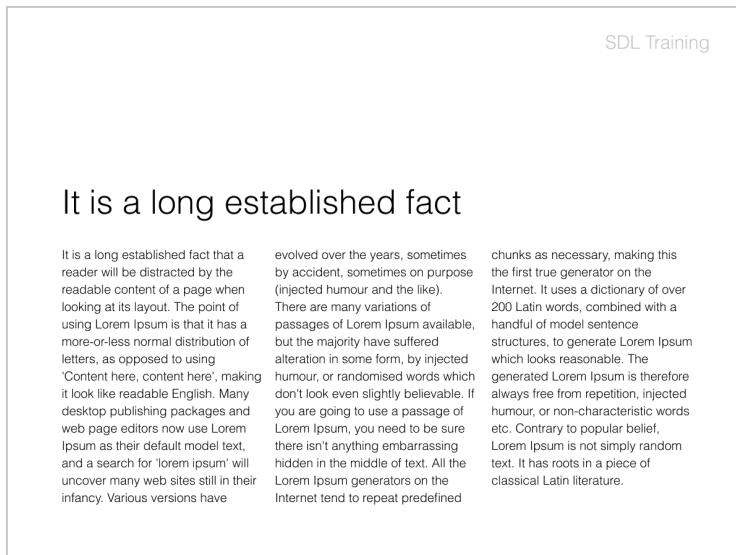 SDL Training
It is a long established fact
It is a long established fact that a
reader will be distracted by the
readable content of a page when
looking at its layout. The point of
using Lorem Ipsum is that it has a
more-or-less normal distribution of
letters, as opposed to using
'Content here, content here', making
it look like readable English. Many
desktop publishing packages and
web page editors now use Lorem
Ipsum as their default model text,
and a search for 'lorem ipsum' will
uncover many web sites still in their
infancy. Various versions have
evolved over the years, sometimes
by accident, sometimes on purpose
(injected humour and the like).
There are many variations of
passages of Lorem Ipsum available,
but the majority have suffered
alteration in some form, by injected
humour, or randomised words which
don't look even slightly believable. If
you are going to use a passage of
Lorem Ipsum, you need to be sure
there isn't anything embarrassing
hidden in the middle of text. All the
Lorem Ipsum generators on the
Internet tend to repeat predefined
chunks as necessary, making this
the first true generator on the
Internet. It uses a dictionary of over
200 Latin words, combined with a
handful of model sentence
structures, to generate Lorem Ipsum
which looks reasonable. The
generated Lorem Ipsum is therefore
always free from repetition, injected
humour, or non-characteristic words
etc. Contrary to popular belief,
Lorem Ipsum is not simply random
text. It has roots in a piece of
classical Latin literature.